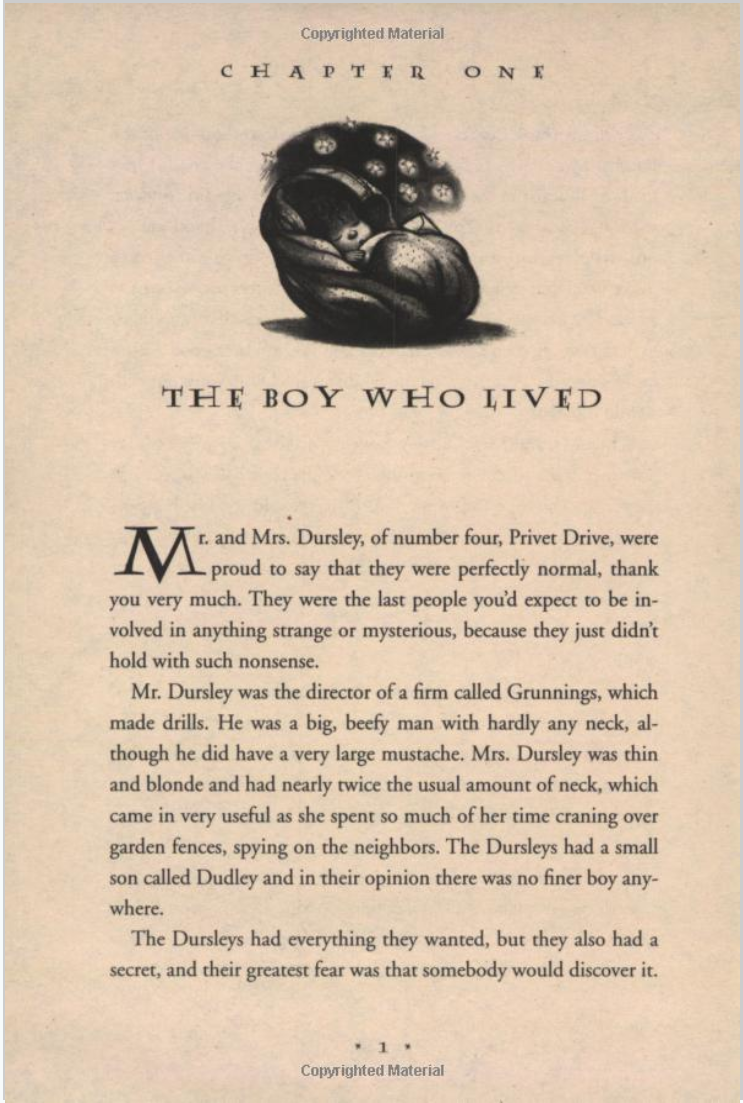 Copyrighted Material
CHAPTER ONE
THE BOY WHO LIVED
Mr. and Mrs. Dursley, of number four, Privet Drive, were
proud to say that they were perfectly normal, thank
you very much. They were the last people you'd expect to be in-
volved in anything strange or mysterious, because they just didn't
hold with such nonsense.
Mr. Dursley was the director of a firm called Grunnings, which
made drills. He was a big, beefy man with hardly any neck, al-
though he did have a very large mustache. Mrs. Dursley was thin
and blonde and had nearly twice the usual amount of neck, which
came in very useful as she spent so much of her time craning over
garden fences, spying on the neighbors. The Dursleys had a small
son called Dudley and in their opinion there was no finer boy any-
where.
The Dursleys had everything they wanted, but they also had a
secret, and their greatest fear was that somebody would discover it.
* 1 *
Copyrighted Material